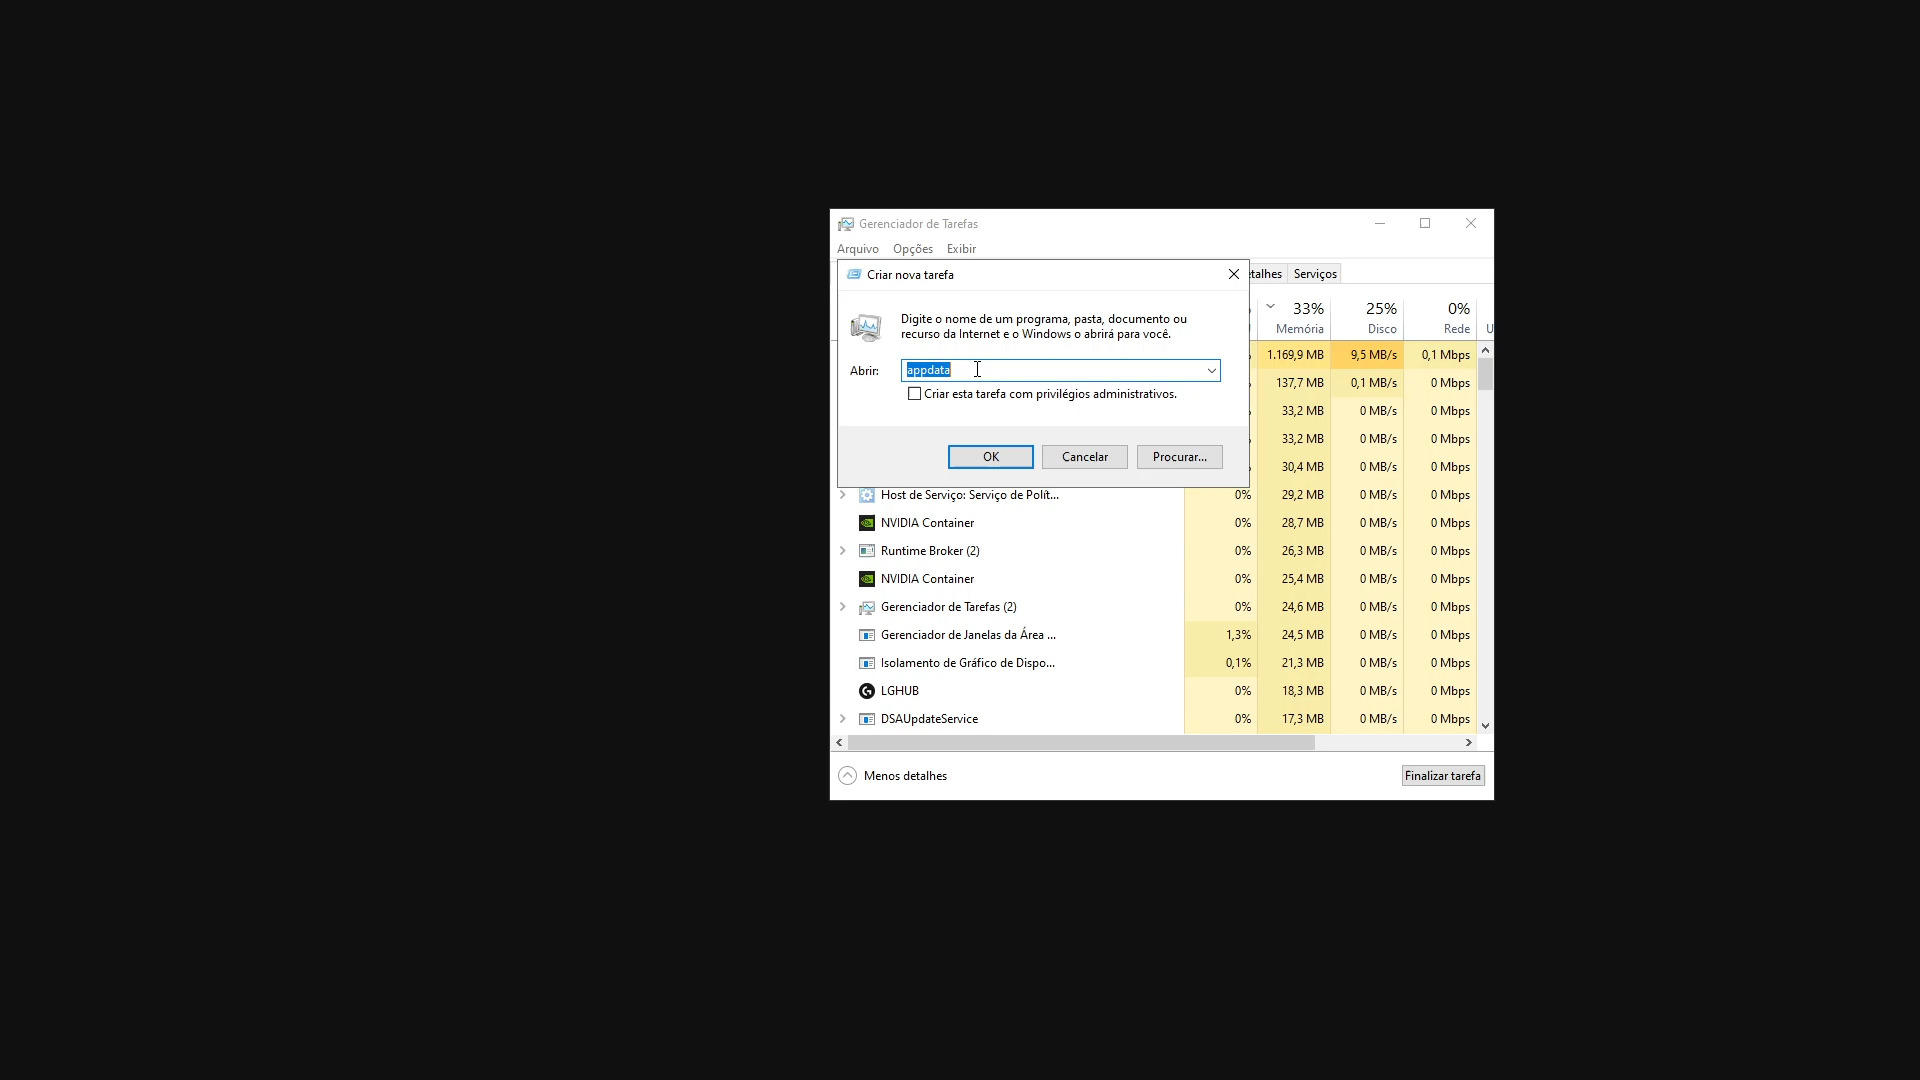 Gerenciador de Tarefas
Arquivo Opções Exibir
Criar nova tarefa
etalhes Serviços
Digite o nome de um programa, pasta, documento ou
recurso da Internet e o Windows o abrirá para você.
33% 25% 0%
Memória Disco Rede U
Abrir: appdata
Criar esta tarefa com privilégios administrativos.
OK Cancelar Procurar...
1.169,9 MB 9,5 MB/s 0,1 Mbps
137,7 MB 0,1 MB/s 0 Mbps
33,2 MB 0 MB/s 0 Mbps
33,2 MB 0 MB/s 0 Mbps
30,4 MB 0 MB/s 0 Mbps
Host de Serviço: Serviço de Polít... 0% 29,2 MB 0 MB/s 0 Mbps
NVIDIA Container 0% 28,7 MB 0 MB/s 0 Mbps
Runtime Broker (2) 0% 26,3 MB 0 MB/s 0 Mbps
NVIDIA Container 0% 25,4 MB 0 MB/s 0 Mbps
Gerenciador de Tarefas (2) 0% 24,6 MB 0 MB/s 0 Mbps
Gerenciador de Janelas da Área ... 1,3% 24,5 MB 0 MB/s 0 Mbps
Isolamento de Gráfico de Dispo... 0,1% 21,3 MB 0 MB/s 0 Mbps
LGHUB 0% 18,3 MB 0 MB/s 0 Mbps
DSAUpdateService 0% 17,3 MB 0 MB/s 0 Mbps
Menos detalhes Finalizar tarefa